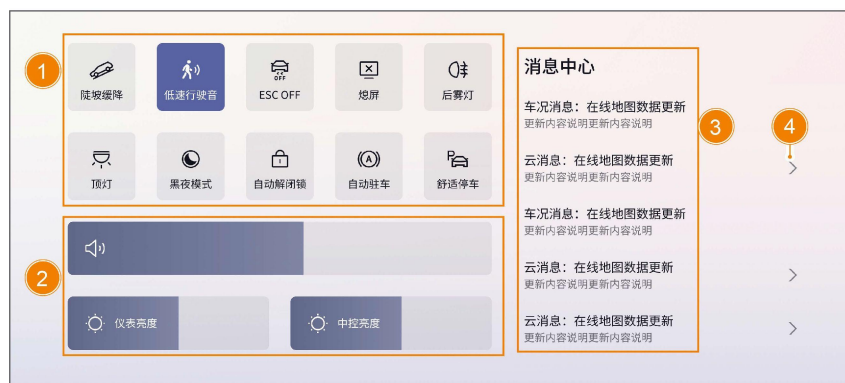 1
陡坡缓降
低速行驶音
OFF
ESC OFF
熄屏
后雾灯
顶灯
黑夜模式
自动解闭锁
(A)
自动驻车
P
舒适停车
2
仪表亮度
中控亮度
消息中心
车况消息：在线地图数据更新
更新内容说明更新内容说明
云消息：在线地图数据更新
更新内容说明更新内容说明
车况消息：在线地图数据更新
更新内容说明更新内容说明
云消息：在线地图数据更新
更新内容说明更新内容说明
云消息：在线地图数据更新
更新内容说明更新内容说明
3
4